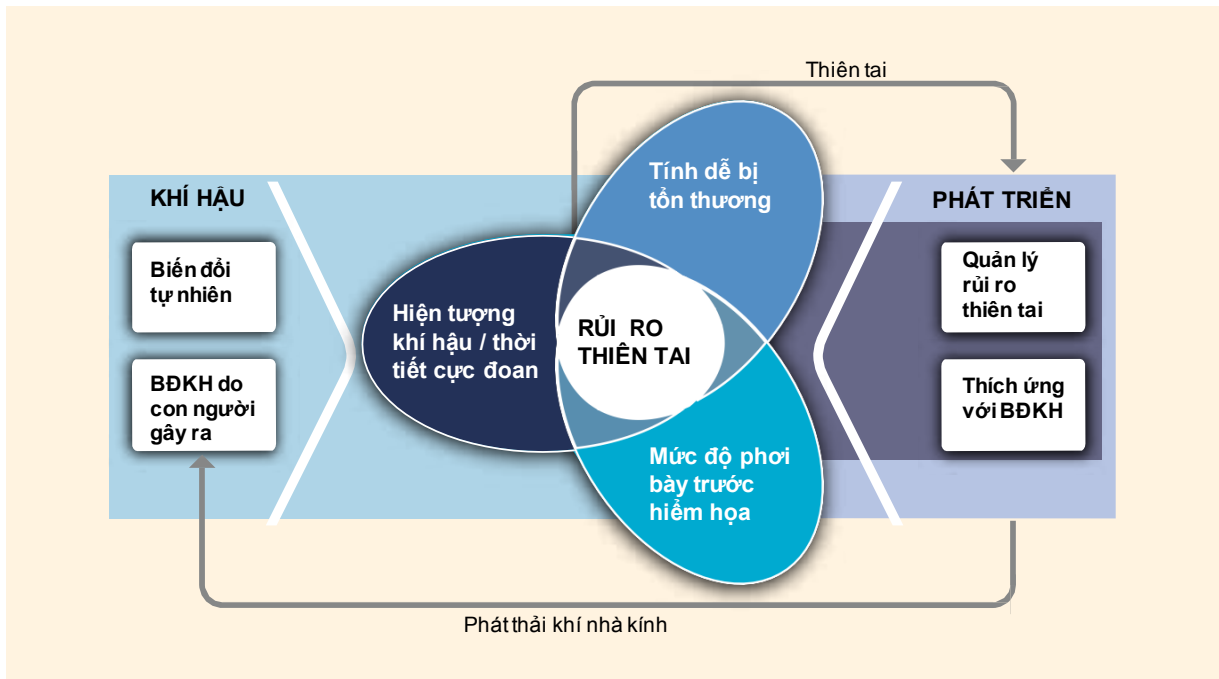 Thiên tai
KHÍ HẬU
Biến đổi
tự nhiên
BĐKH do
con người
gây ra
Hiện tượng
khí hậu / thời
tiết cực đoan
Tính dễ bị
tổn thương
RỦI RO
THIÊN TAI
Mức độ phơi
bày trước
hiểm họa
PHÁT TRIỂN
Quản lý
rủi ro
thiên tai
Thích ứng
với BĐKH
Phát thải khí nhà kính